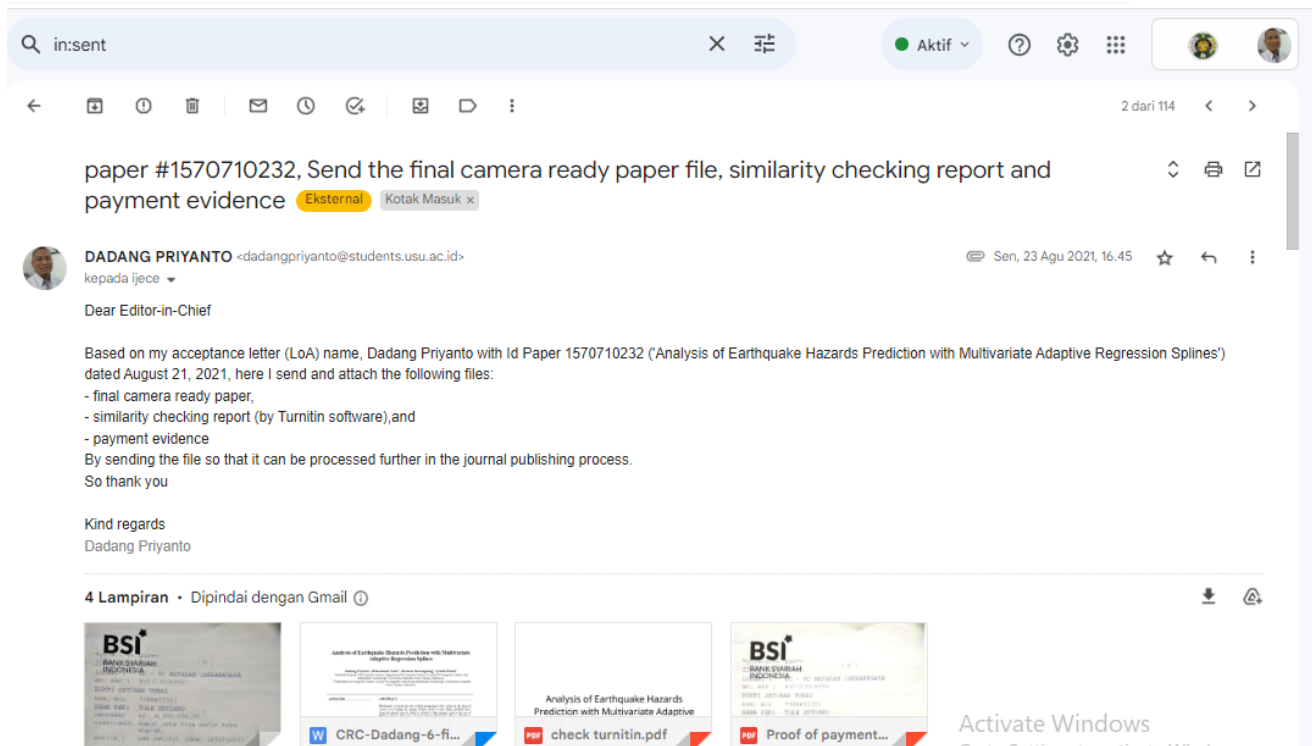 in:sent
Aktif
2 dari 114
paper #1570710232, Send the final camera ready paper file, similarity checking report and
payment evidence Eksternal Kotak Masuk ×
DADANG PRIYANTO <dadangpriyanto@students.usu.ac.id>
Sen, 23 Agu 2021, 16.45
kepada ijece
Dear Editor-in-Chief
Based on my acceptance letter (LoA) name, Dadang Priyanto with Id Paper 1570710232 ('Analysis of Earthquake Hazards Prediction with Multivariate Adaptive Regression Splines')
dated August 21, 2021, here I send and attach the following files:
- final camera ready paper,
- similarity checking report (by Turnitin software),and
- payment evidence
By sending the file so that it can be processed further in the journal publishing process.
So thank you
Kind regards
Dadang Priyanto
4 Lampiran • Dipindai dengan Gmail
BSI
BANK SYARIAH
INDONESIA
Analysis of Earthquake Hazards Prediction with Multivariate
Adaptive Regression Splines
W CRC-Dadang-6-fi...
Analysis of Earthquake Hazards
Prediction with Multivariate Adaptive
PDF check turnitin.pdf
BSI
BANK SYARIAH
INDONESIA
PDF Proof of payment...
Activate Windows